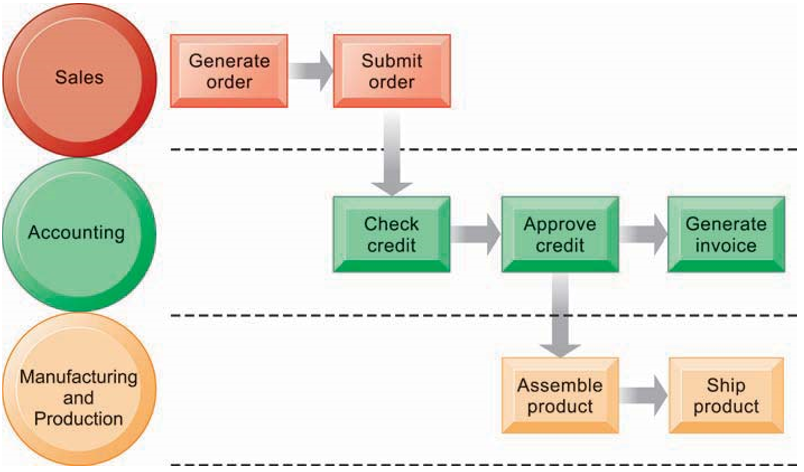 Sales
Generate
order
Submit
order
Accounting
Check
credit
Approve
credit
Generate
invoice
Manufacturing
and
Production
Assemble
product
Ship
product